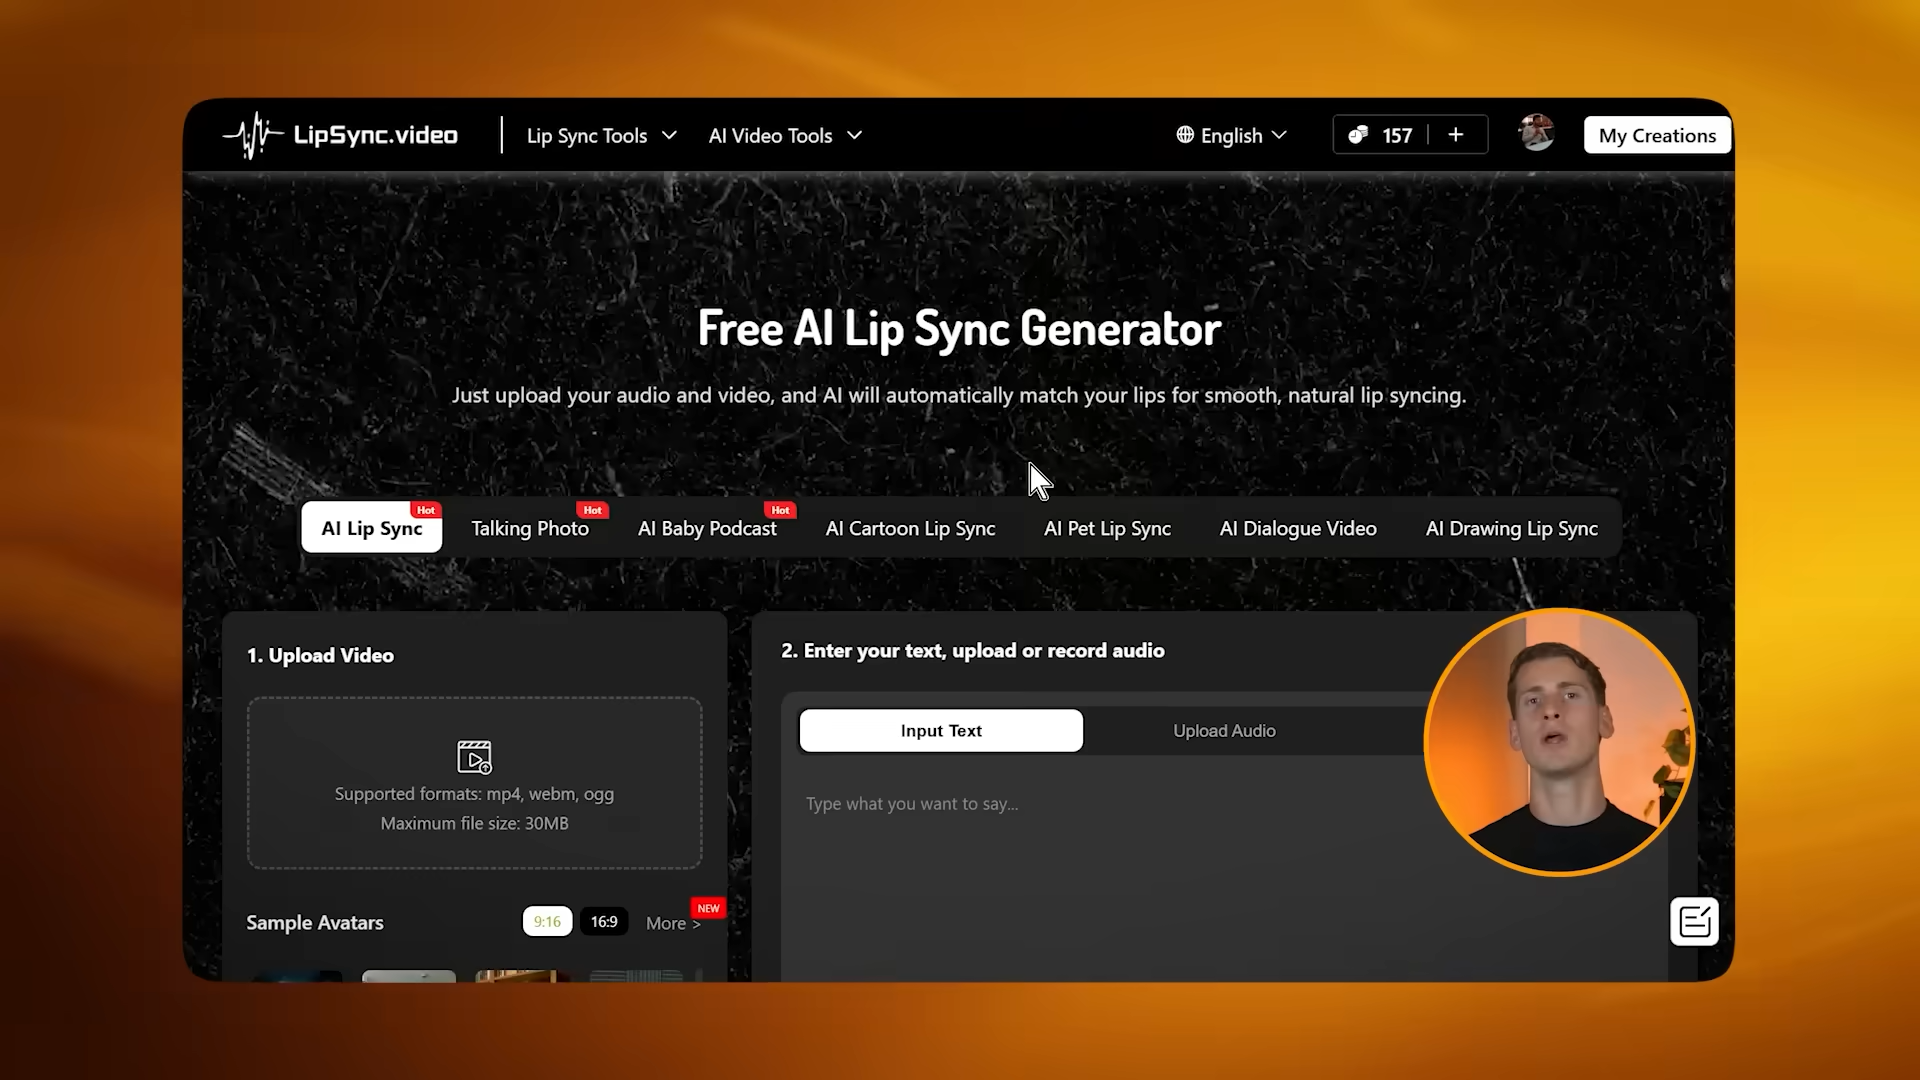 LipSync.video
Lip Sync Tools
AI Video Tools
English
157
+
My Creations
Free AI Lip Sync Generator
Just upload your audio and video, and AI will automatically match your lips for smooth, natural lip syncing.
AI Lip Sync
Hot
Talking Photo
Hot
AI Baby Podcast
Hot
AI Cartoon Lip Sync
AI Pet Lip Sync
AI Dialogue Video
AI Drawing Lip Sync
1. Upload Video
Supported formats: mp4, webm, ogg
Maximum file size: 30MB
Sample Avatars
9:16
16:9
More >
NEW
2. Enter your text, upload or record audio
Input Text
Upload Audio
Type what you want to say...